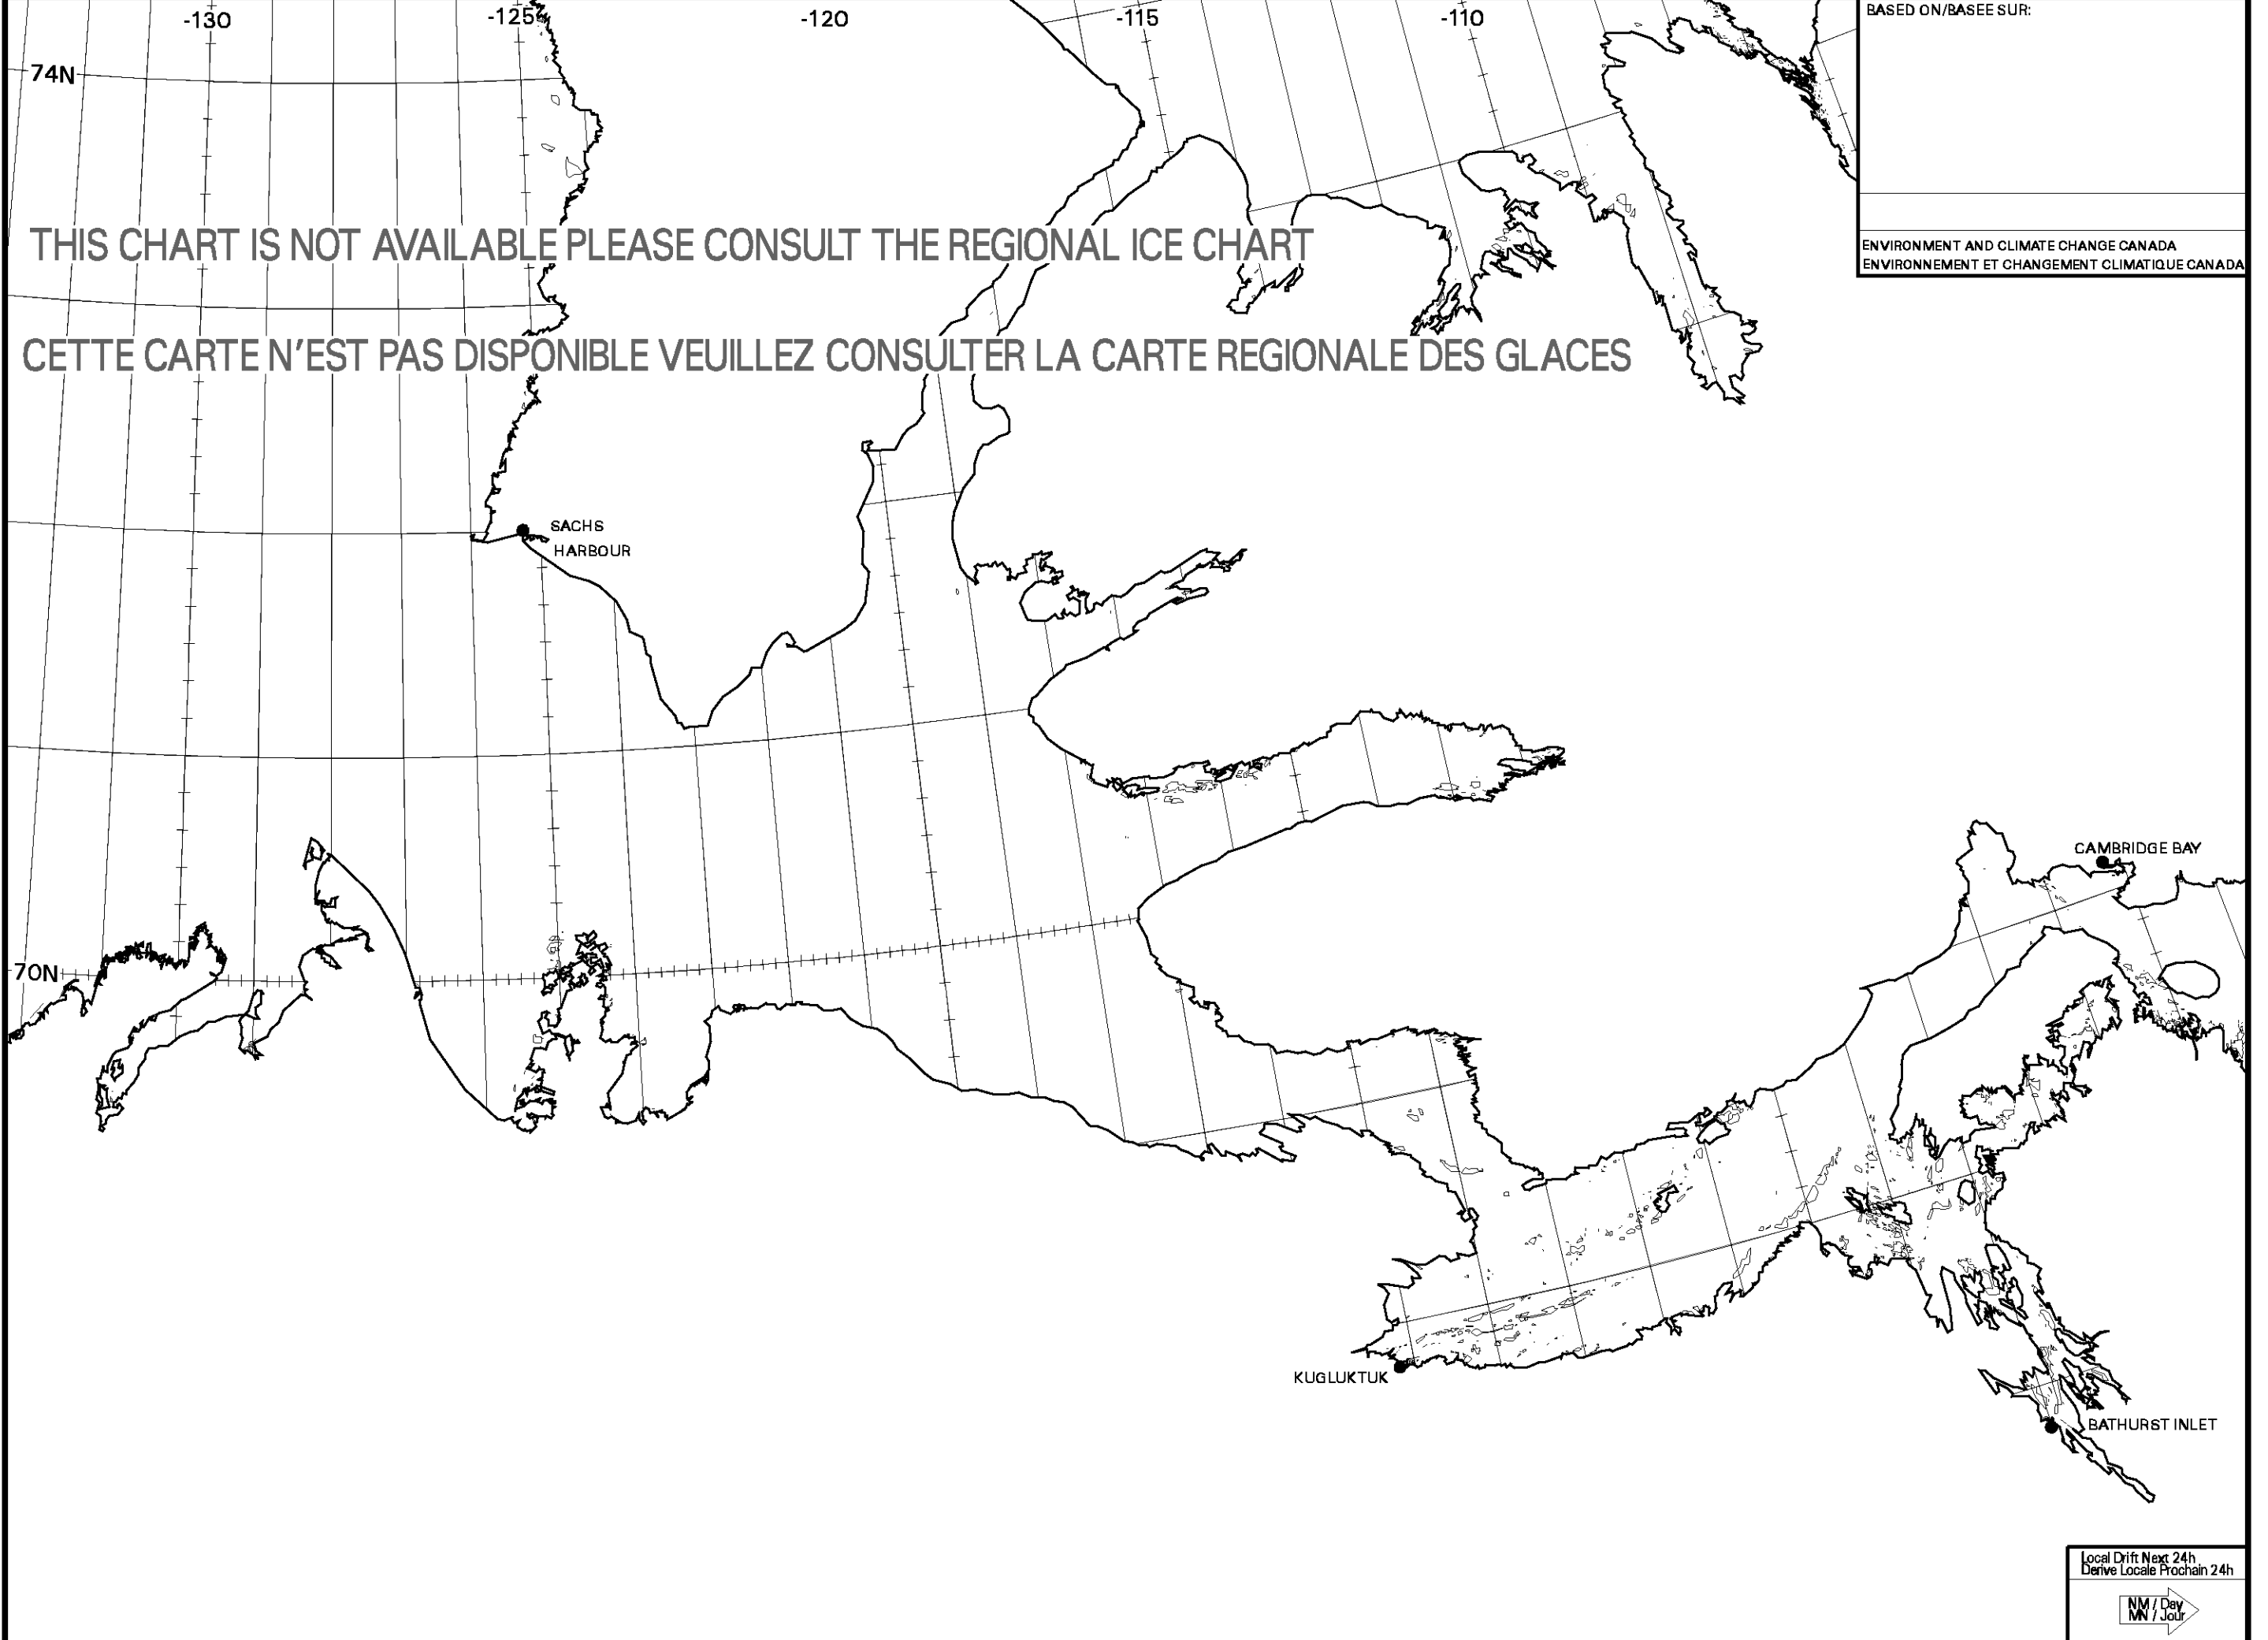 -130
-125
-120
-115
-110
BASED ON/BASEE SUR:
74N
THIS CHART IS NOT AVAILABLE PLEASE CONSULT THE REGIONAL ICE CHART
ENVIRONMENT AND CLIMATE CHANGE CANADA
ENVIRONNEMENT ET CHANGEMENT CLIMATIQUE CANADA
CETTE CARTE N'EST PAS DISPONIBLE VEUILLEZ CONSULTER LA CARTE REGIONALE DES GLACES
SACHS
HARBOUR
CAMBRIDGE BAY
70N
KUGLUKTUK
BATHURST INLET
Local Drift Next 24h
Derive Locale Prochain 24h
NM / Day
MN / Jour